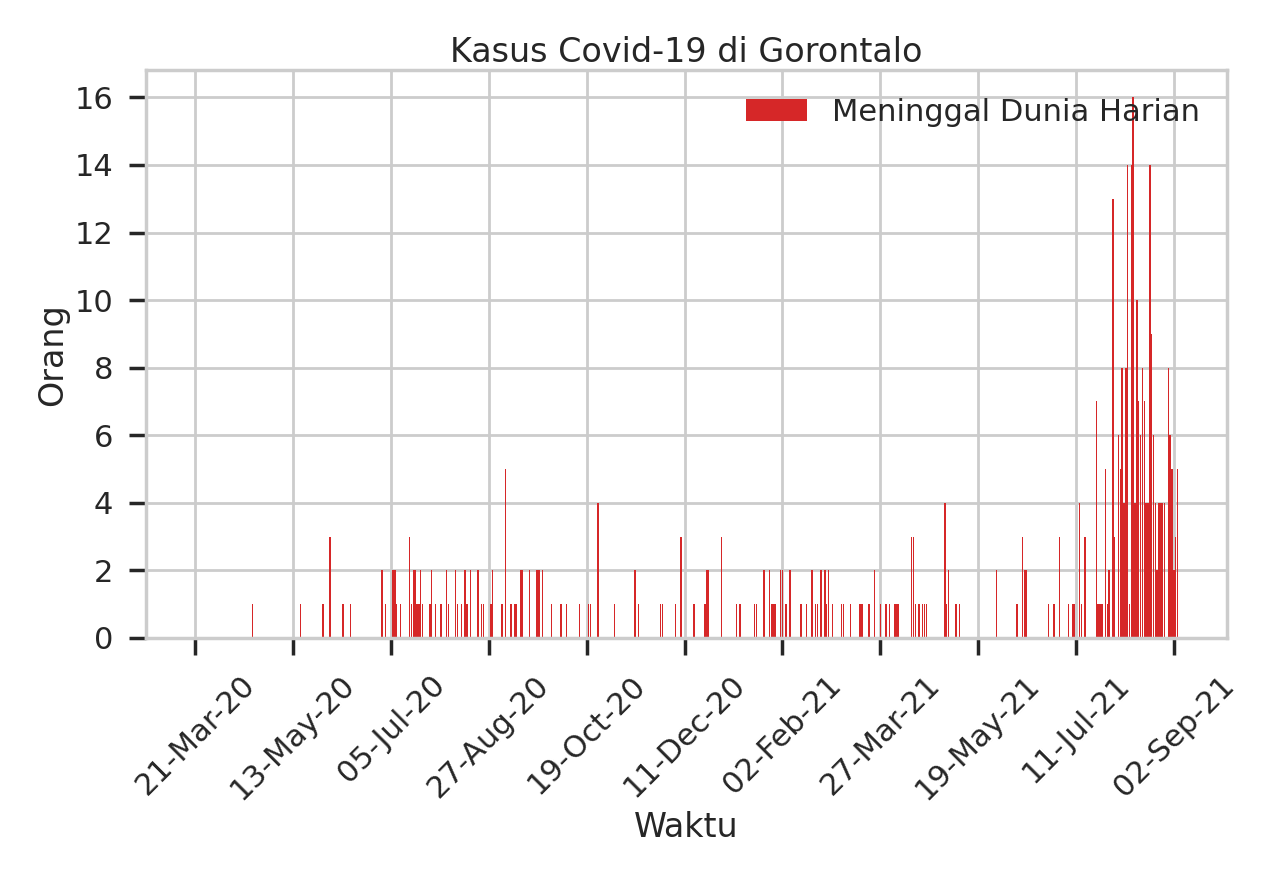 Kasus Covid-19 di Gorontalo
Meninggal Dunia Harian
Orang
16
14
12
10
8
6
4
2
0
21-Mar-20
13-May-20
05-Jul-20
27-Aug-20
19-Oct-20
11-Dec-20
02-Feb-21
27-Mar-21
19-May-21
11-Jul-21
02-Sep-21
Waktu